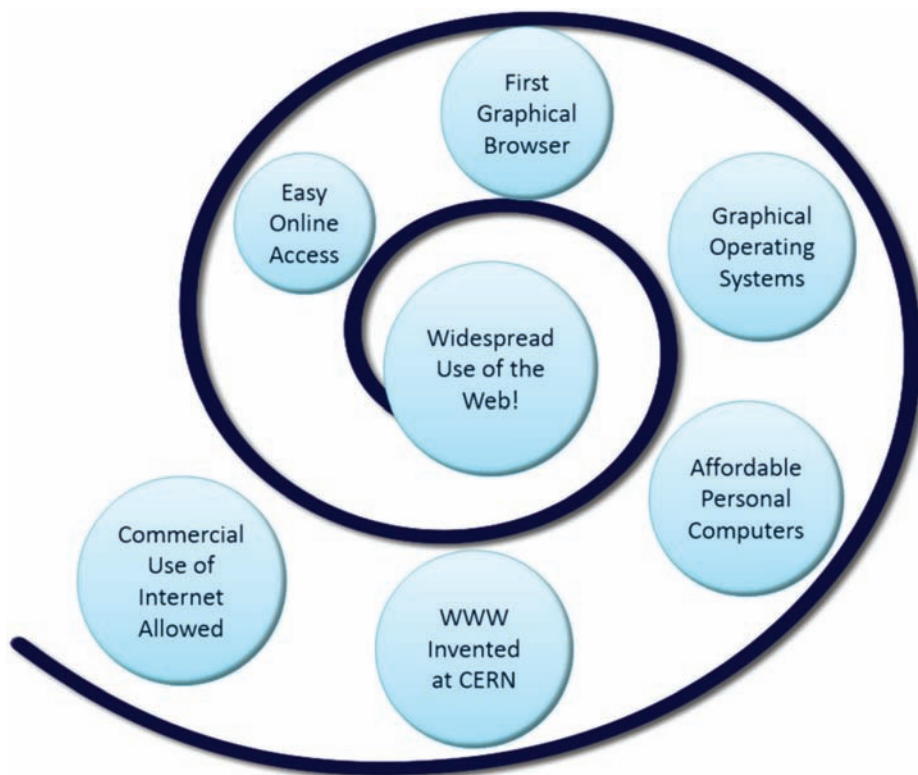 First
Graphical
Browser
Easy
Online
Access
Graphical
Operating
Systems
Widespread
Use of the
Web!
Affordable
Personal
Computers
Commercial
Use of
Internet
Allowed
WWW
Invented
at CERN